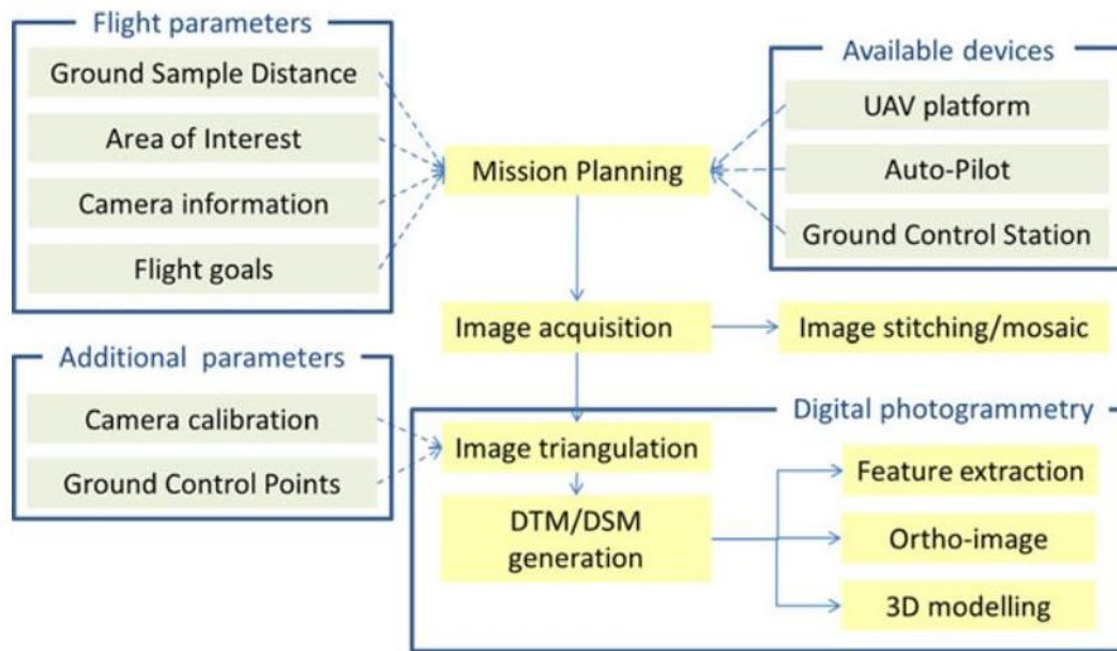 Flight parameters
Ground Sample Distance
Area of Interest
Camera information
Flight goals
Available devices
UAV platform
Auto-Pilot
Ground Control Station
Mission Planning
Image acquisition
Image stitching/mosaic
Additional parameters
Camera calibration
Ground Control Points
Digital photogrammetry
Image triangulation
DTM/DSM
generation
Feature extraction
Ortho-image
3D modelling